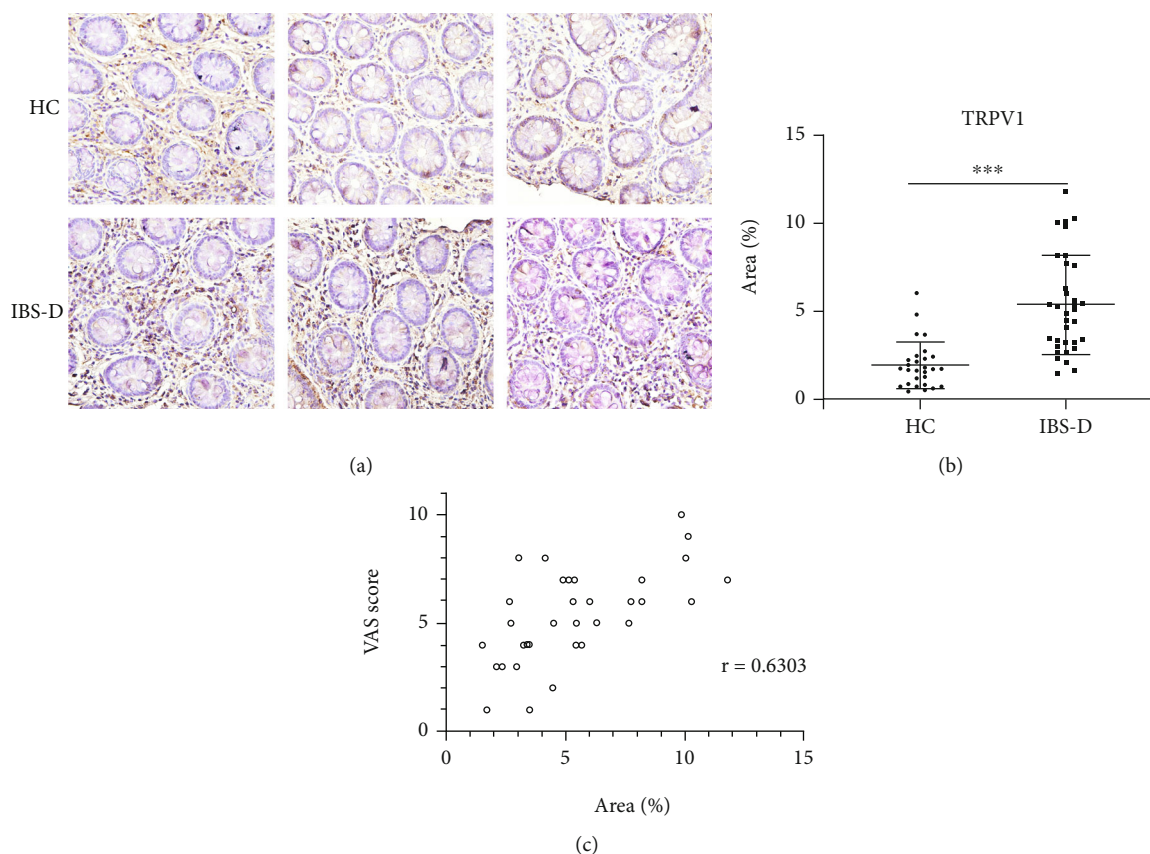 HC
IBS-D
(a)
TRPV1
***
Area (%)
15
10
5
0
HC
IBS-D
(b)
VAS score
10
5
0
0
5
10
15
r = 0.6303
Area (%)
(c)